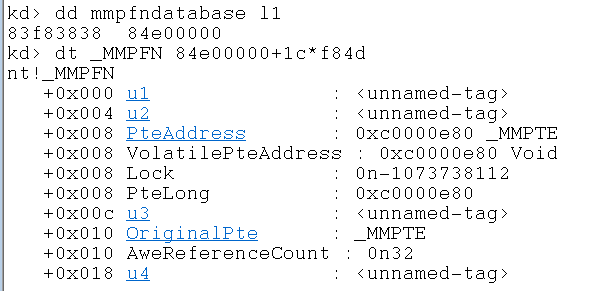 kd> dd mmpfndatabase l1
83f83838  84e00000
kd> dt _MMPFN 84e00000+1c*f84d
nt!_MMPFN
   +0x000 u1               : <unnamed-tag>
   +0x004 u2               : <unnamed-tag>
   +0x008 PteAddress       : 0xc0000e80 _MMPTE
   +0x008 VolatilePteAddress : 0xc0000e80 Void
   +0x008 Lock             : 0n-1073738112
   +0x008 PteLong          : 0xc0000e80
   +0x00c u3               : <unnamed-tag>
   +0x010 OriginalPte      : _MMPTE
   +0x010 AweReferenceCount : 0n32
   +0x018 u4               : <unnamed-tag>